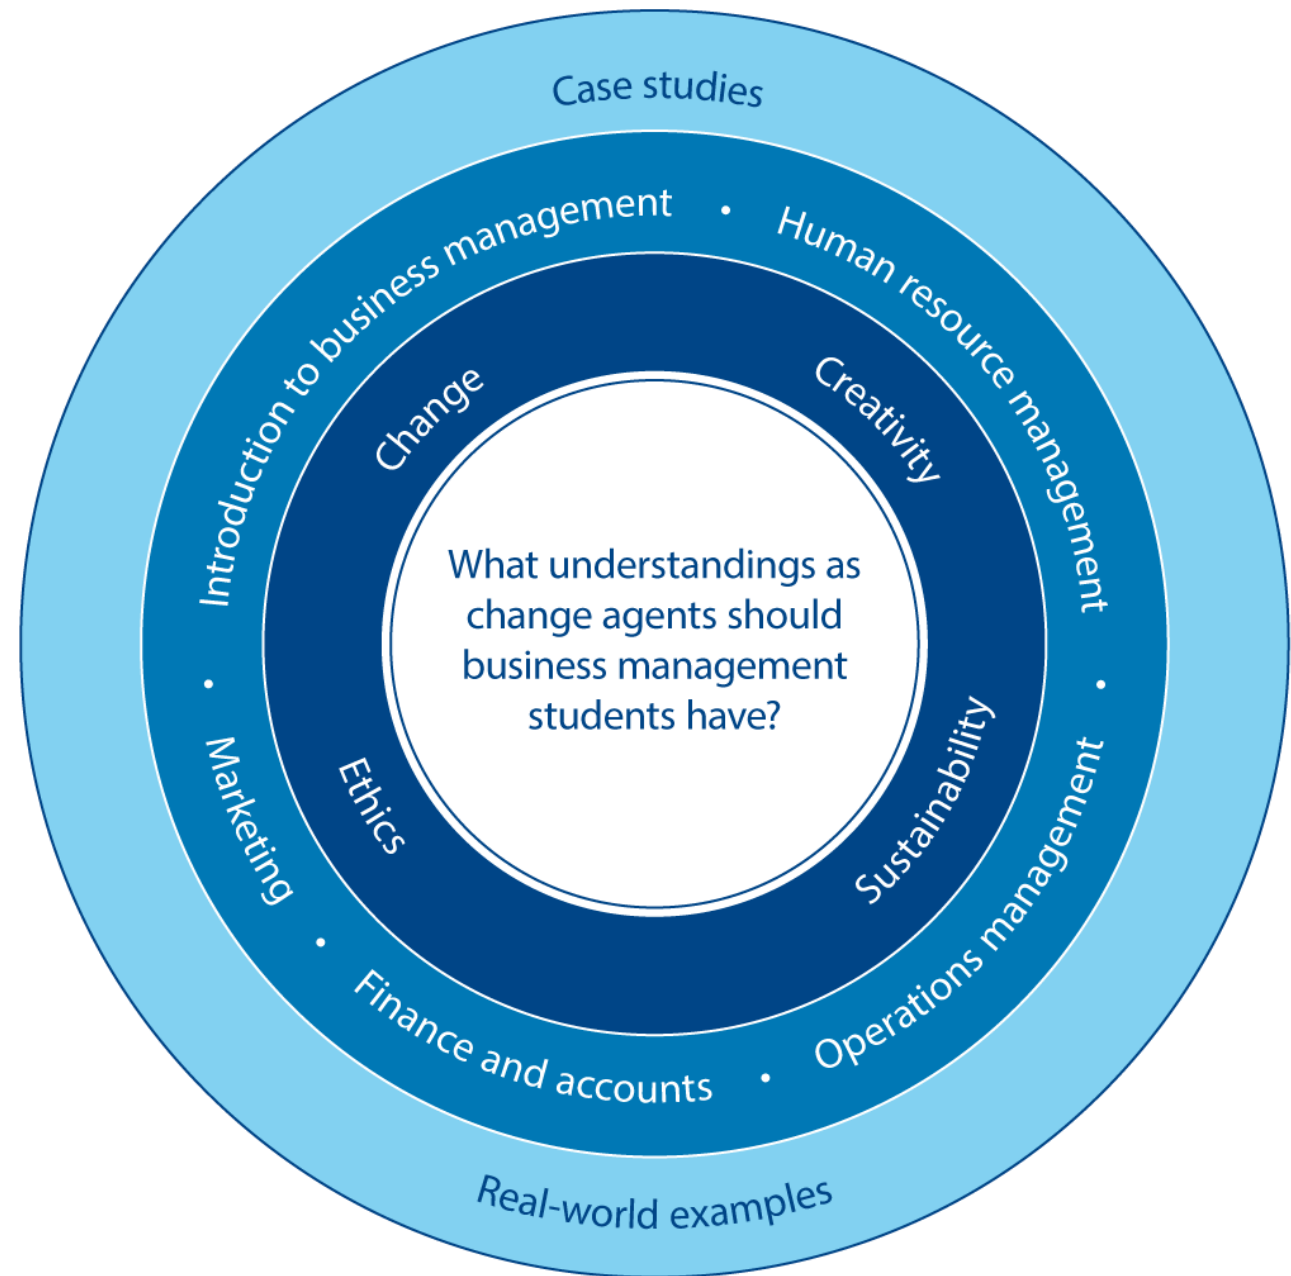 Case studies
Introduction to business management • Human resource management • Operations management • Finance and accounts • Marketing •
Change
Creativity
Sustainability
Ethics
What understandings as
change agents should
business management
students have?
Real-world examples